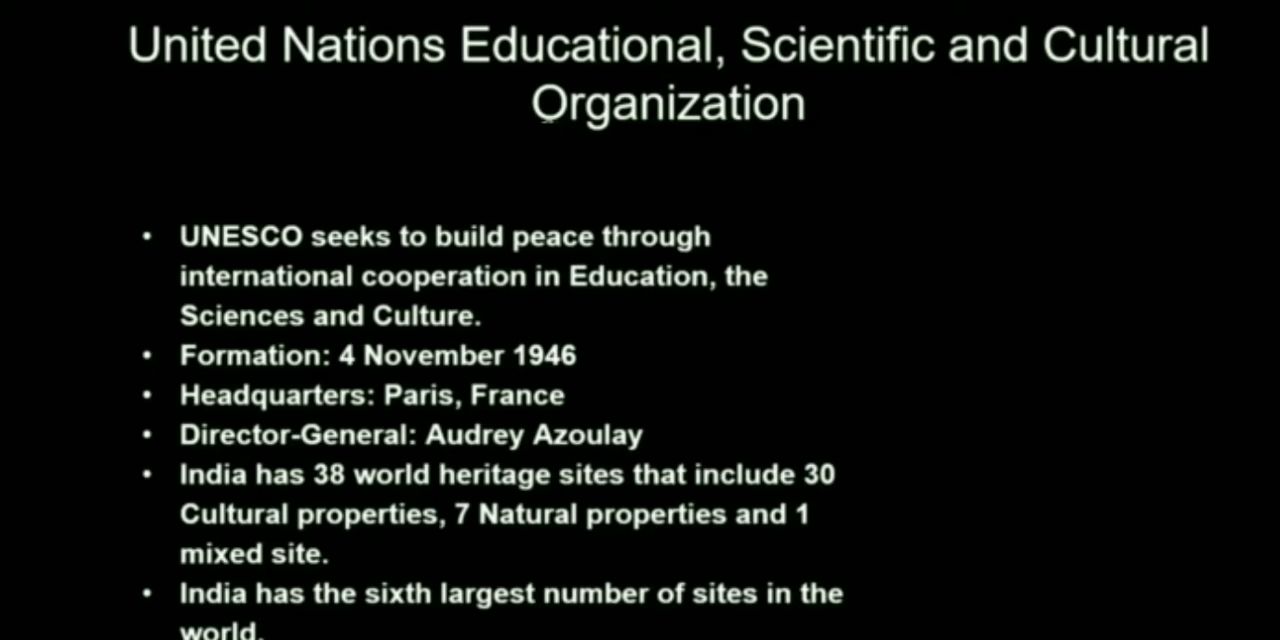 United Nations Educational, Scientific and Cultural
Organization
• UNESCO seeks to build peace through
international cooperation in Education, the
Sciences and Culture.
• Formation: 4 November 1946
• Headquarters: Paris, France
• Director-General: Audrey Azoulay
• India has 38 world heritage sites that include 30
Cultural properties, 7 Natural properties and 1
mixed site.
• India has the sixth largest number of sites in the
world.